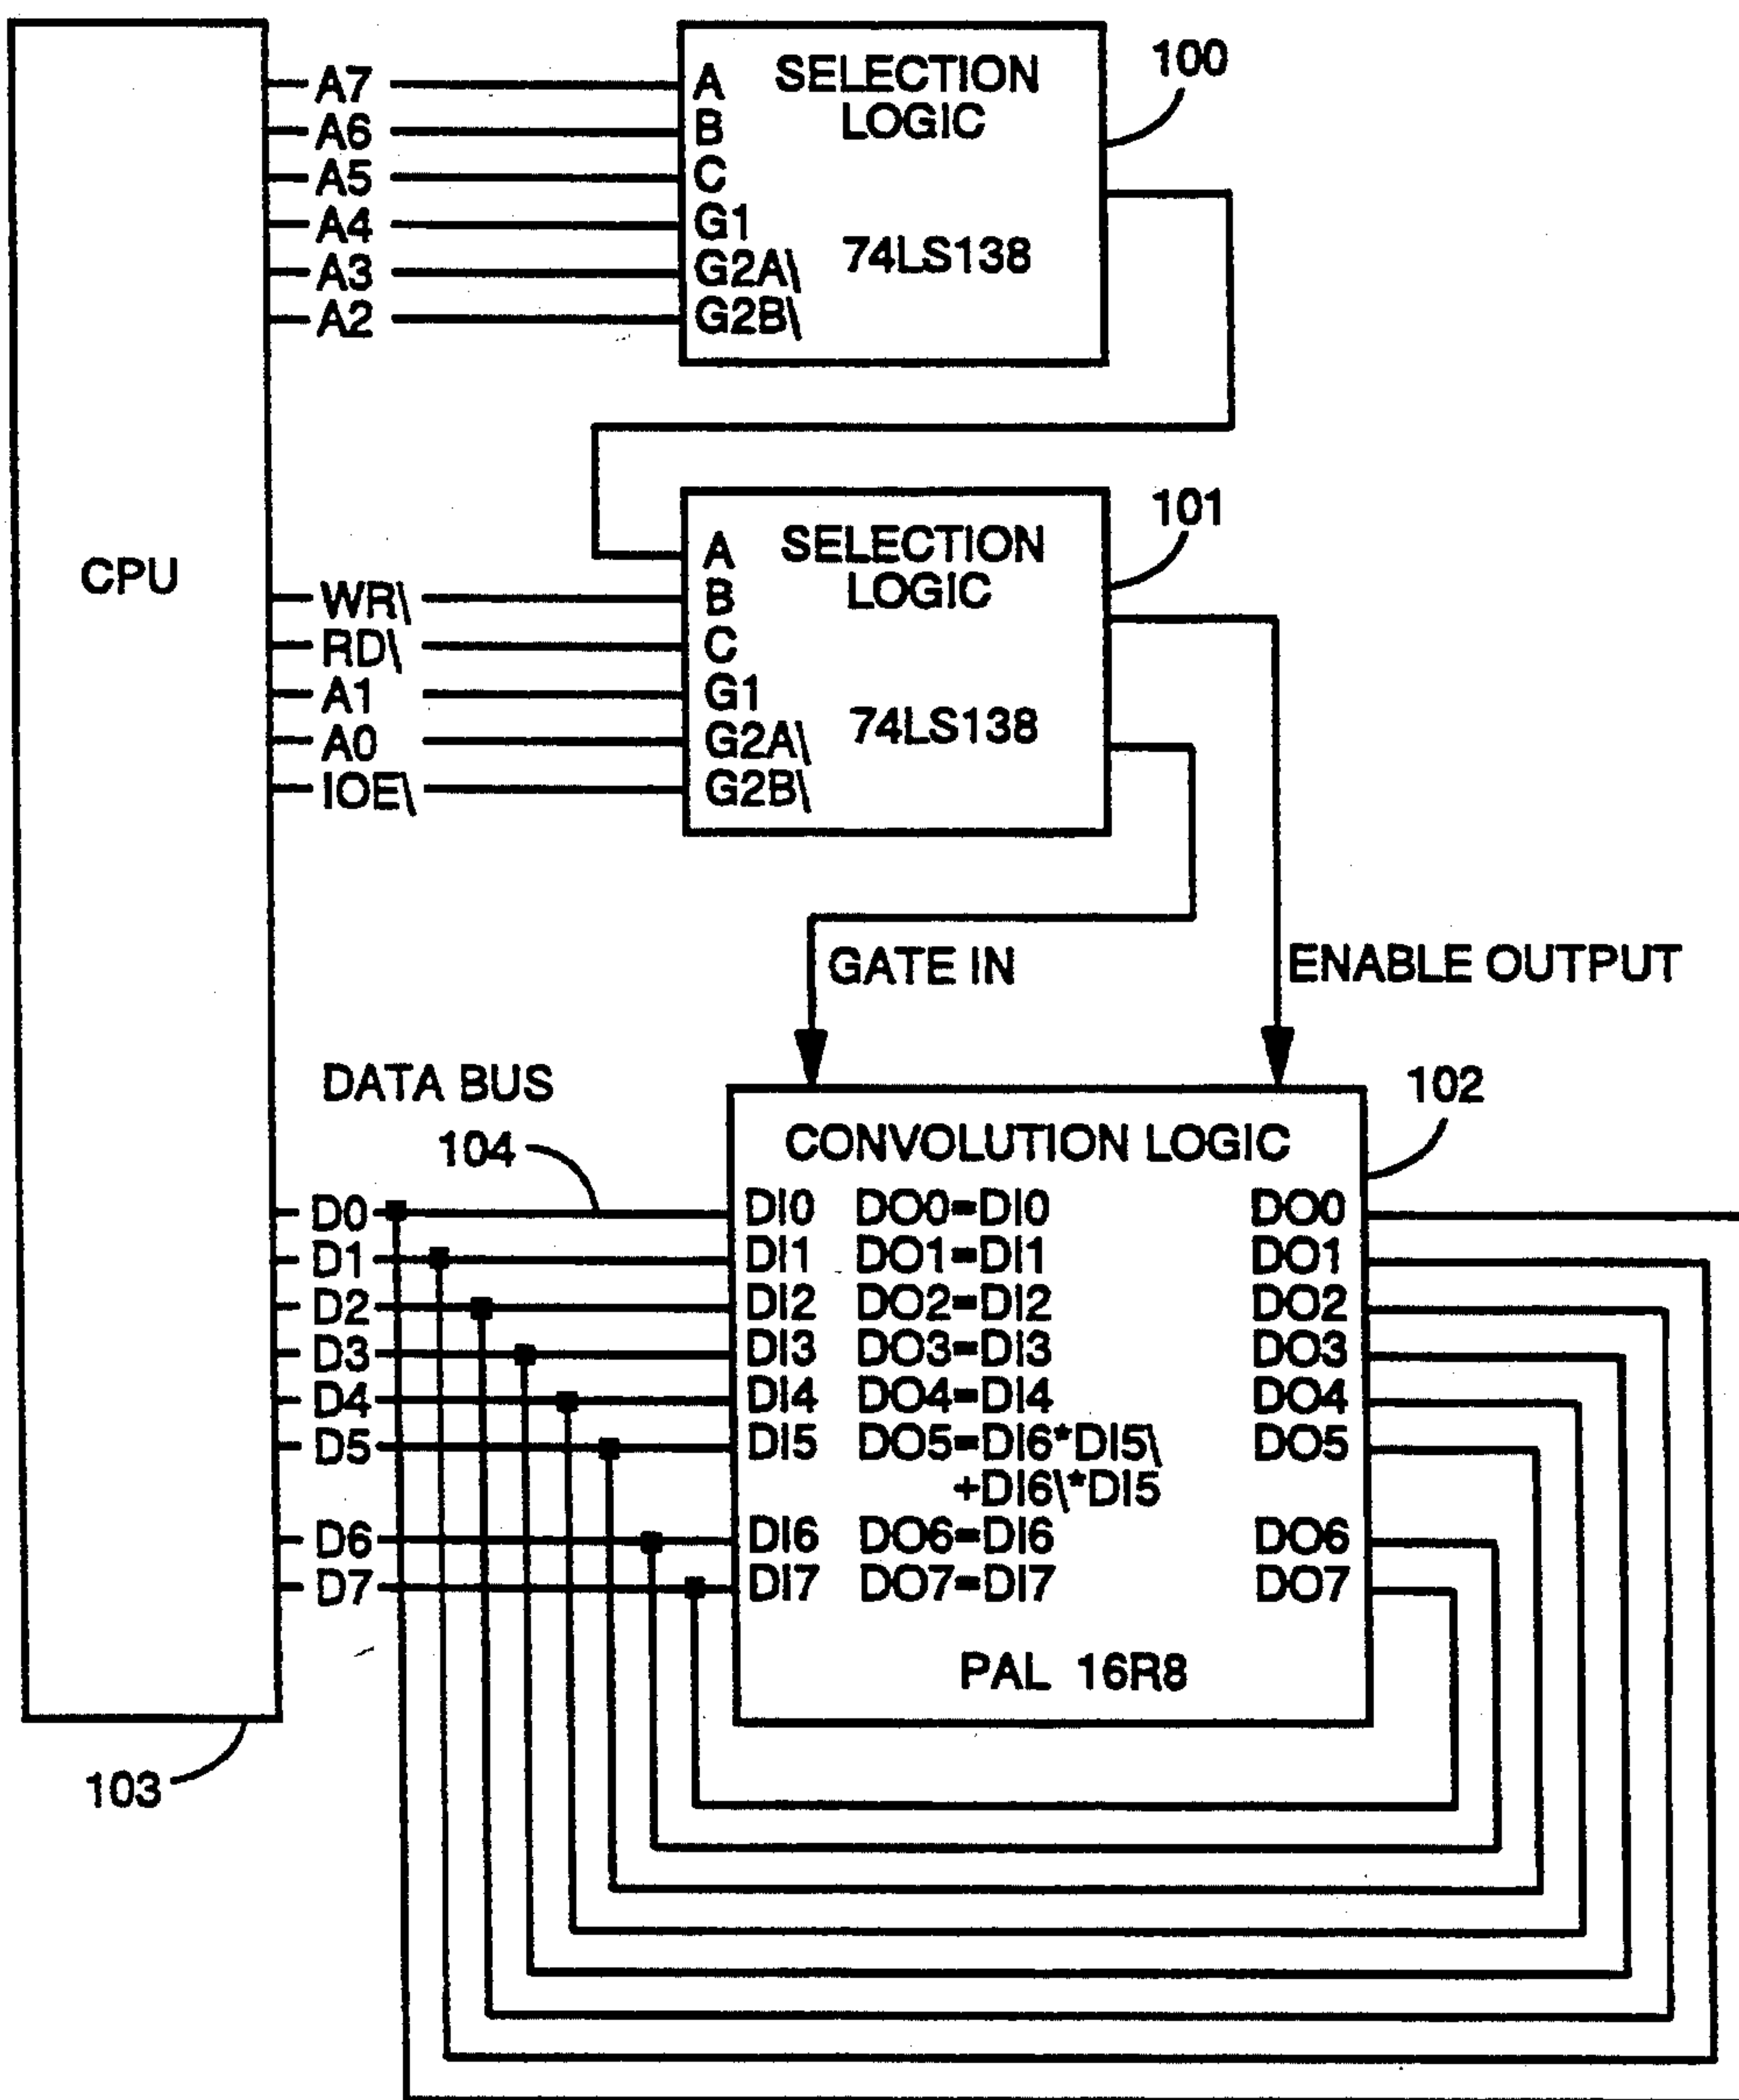 CPU
A7
A6
A5
A4
A3
A2
A
B
C
G1
G2A\
G2B\
SELECTION
LOGIC
74LS138
100
WR\
RD\
A1
A0
IOE\
A
B
C
G1
G2A\
G2B\
SELECTION
LOGIC
74LS138
101
GATE IN
ENABLE OUTPUT
DATA BUS
104
102
CONVOLUTION LOGIC
D0 DI0 DO0=DI0 DO0
D1 DI1 DO1=DI1 DO1
D2 DI2 DO2=DI2 DO2
D3 DI3 DO3=DI3 DO3
D4 DI4 DO4=DI4 DO4
D5 DI5 DO5=DI6*DI5\ DO5
+DI6\*DI5
D6 DI6 DO6=DI6 DO6
D7 DI7 DO7=DI7 DO7
PAL 16R8
103